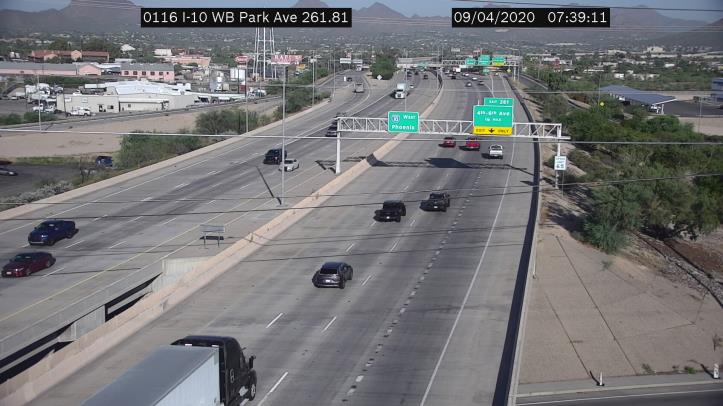 0116 I-10 WB Park Ave 261.81
09/04/2020 07:39:11
EXIT 261
10 West
Phoenix
4th-6th Ave
EXIT ONLY